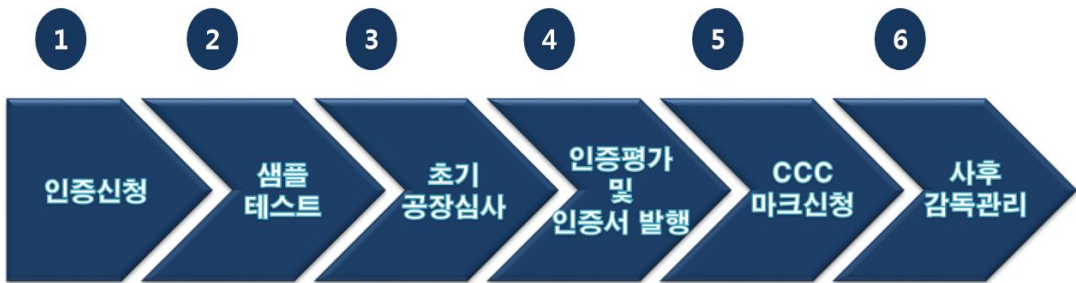 1 2 3 4 5 6
인증신청
샘플
테스트
초기
공장심사
인증평가
및
인증서 발행
CCC
마크신청
사후
감독관리